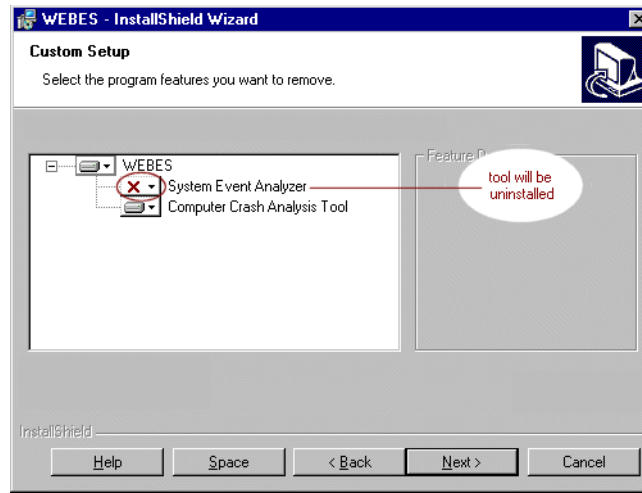 WEBES - InstallShield Wizard
Custom Setup
Select the program features you want to remove.
WEBES
System Event Analyzer
Computer Crash Analysis Tool
Feature
tool will be
uninstalled
InstallShield
Help
Space
< Back
Next >
Cancel